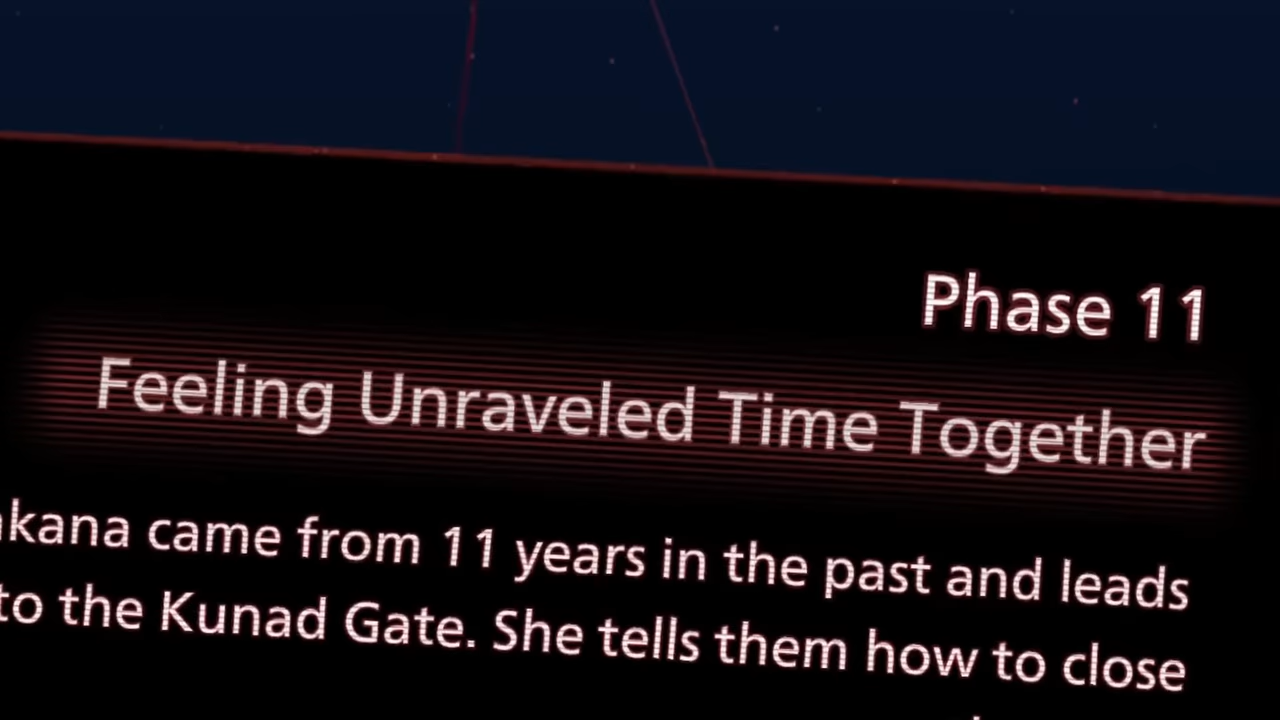 Phase 11
Feeling Unraveled Time Together
akana came from 11 years in the past and leads
to the Kunad Gate. She tells them how to close